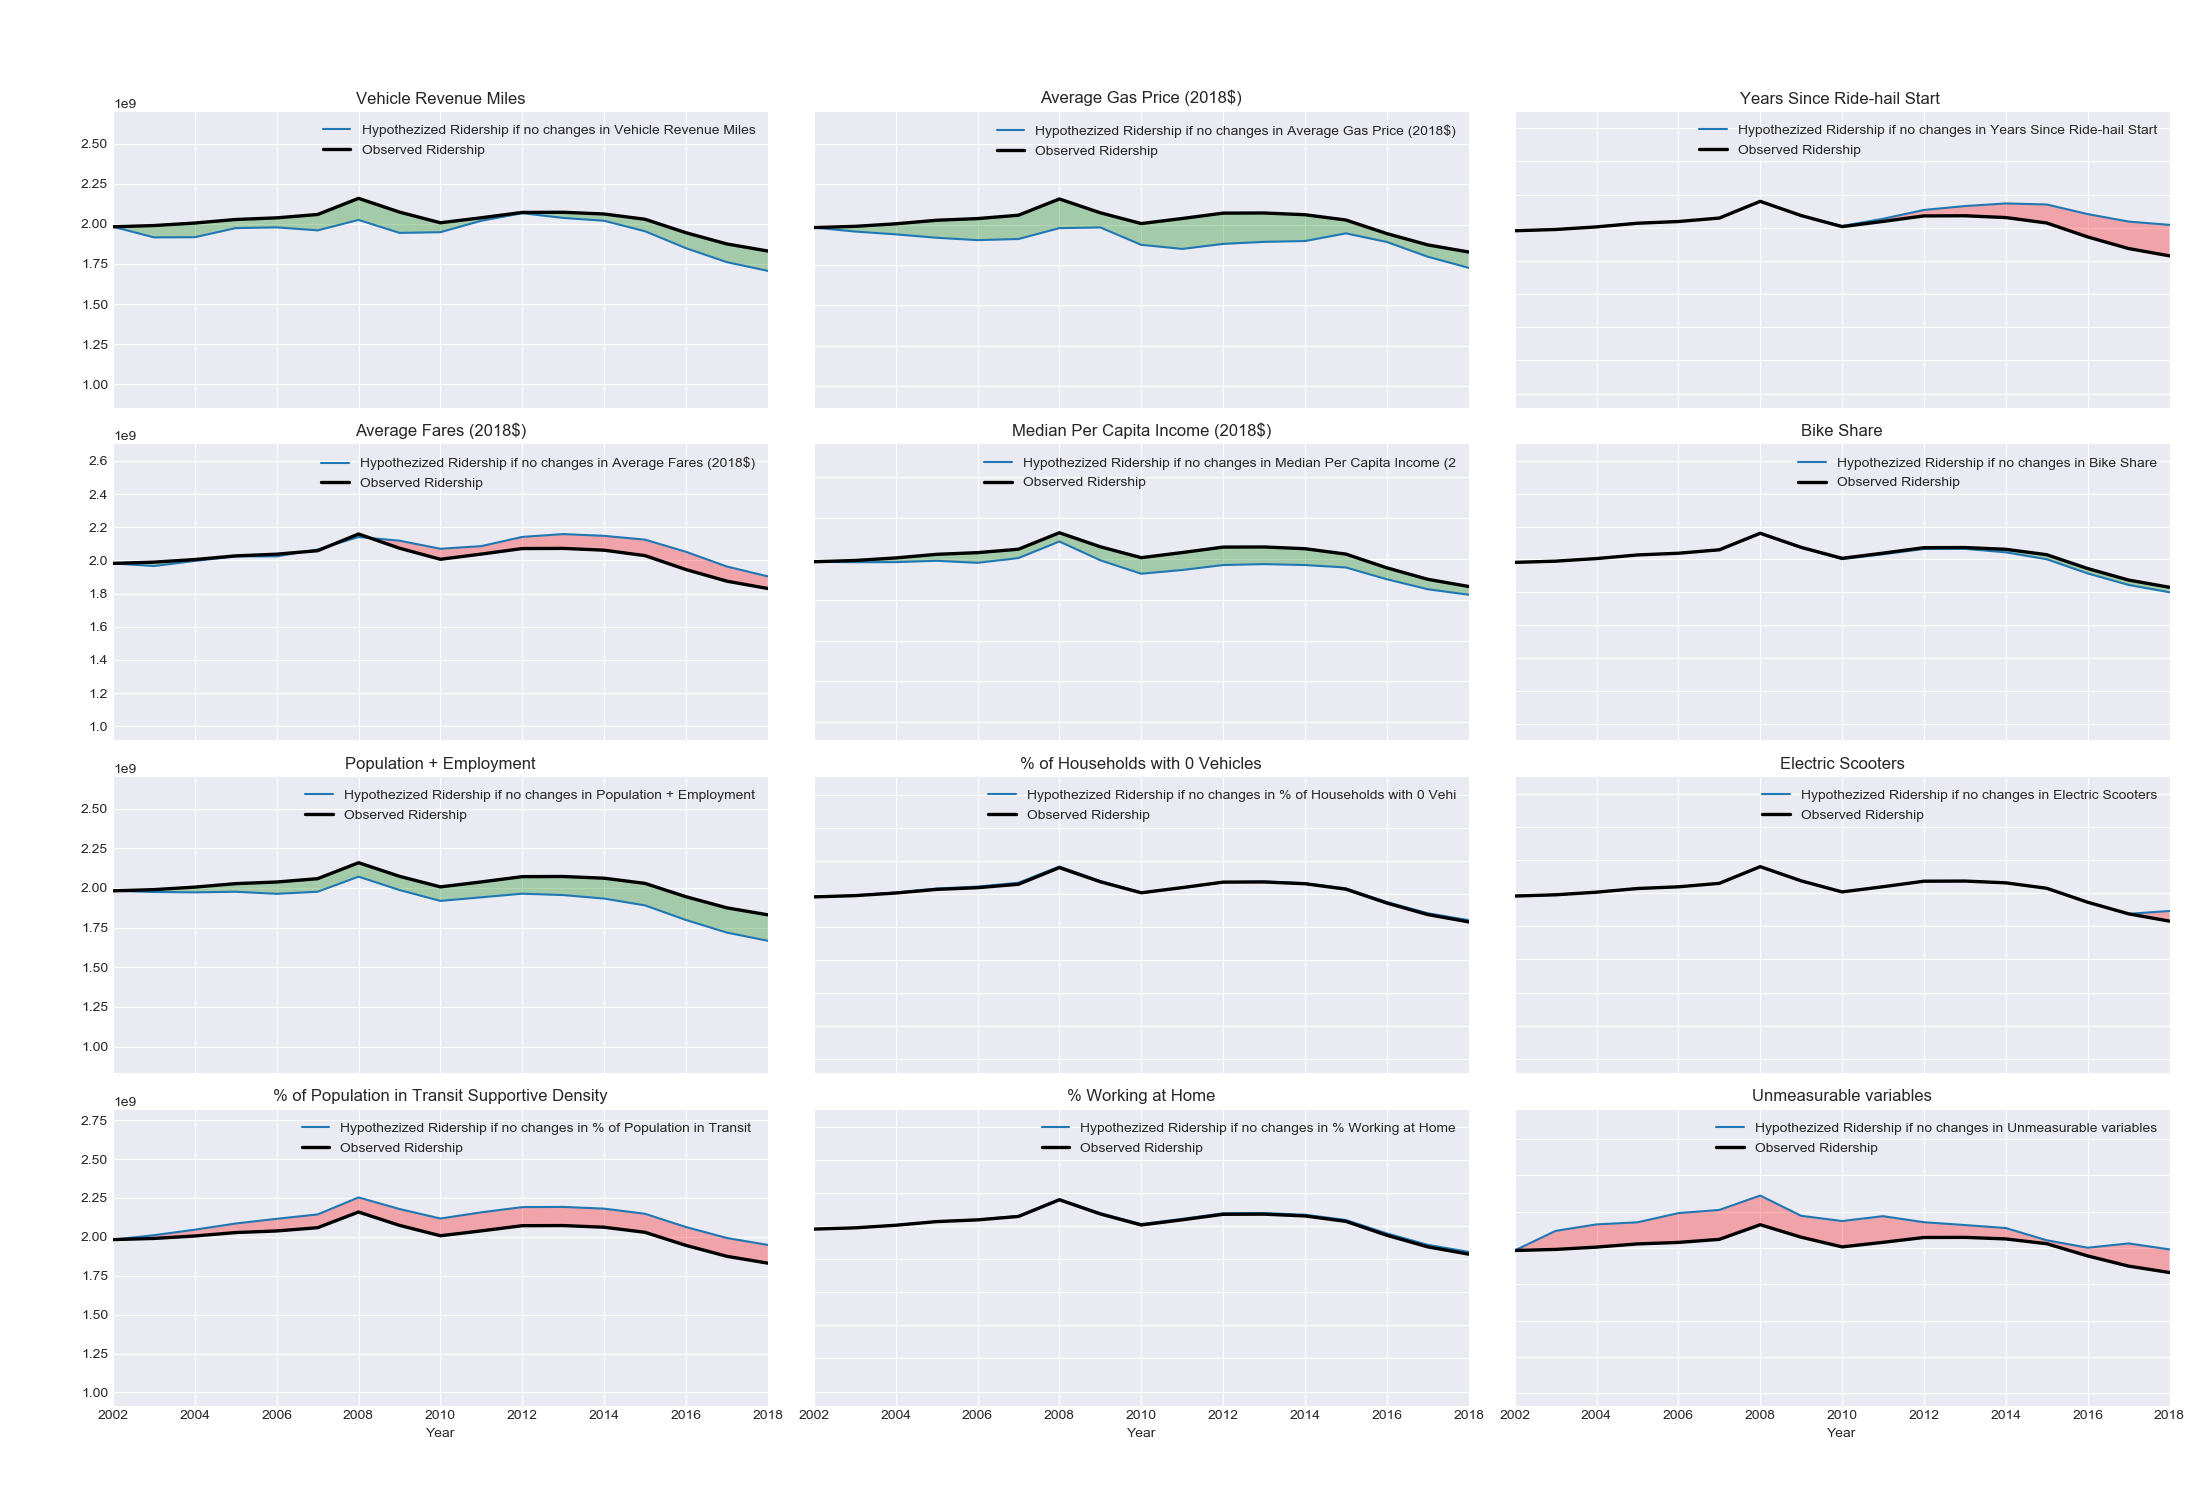 Vehicle Revenue Miles
1e9
Hypothezized Ridership if no changes in Vehicle Revenue Miles
Observed Ridership
2.50
2.25
2.00
1.75
1.50
1.25
1.00
Average Gas Price (2018$)
Hypothezized Ridership if no changes in Average Gas Price (2018$)
Observed Ridership
Years Since Ride-hail Start
Hypothezized Ridership if no changes in Years Since Ride-hail Start
Observed Ridership
Average Fares (2018$)
1e9
Hypothezized Ridership if no changes in Average Fares (2018$)
Observed Ridership
2.6
2.4
2.2
2.0
1.8
1.6
1.4
1.2
1.0
Median Per Capita Income (2018$)
Hypothezized Ridership if no changes in Median Per Capita Income (2
Observed Ridership
Bike Share
Hypothezized Ridership if no changes in Bike Share
Observed Ridership
Population + Employment
1e9
Hypothezized Ridership if no changes in Population + Employment
Observed Ridership
2.50
2.25
2.00
1.75
1.50
1.25
1.00
% of Households with 0 Vehicles
Hypothezized Ridership if no changes in % of Households with 0 Vehi
Observed Ridership
Electric Scooters
Hypothezized Ridership if no changes in Electric Scooters
Observed Ridership
% of Population in Transit Supportive Density
1e9
Hypothezized Ridership if no changes in % of Population in Transit
Observed Ridership
2.75
2.50
2.25
2.00
1.75
1.50
1.25
1.00
2002 2004 2006 2008 2010 2012 2014 2016 2018
Year
% Working at Home
Hypothezized Ridership if no changes in % Working at Home
Observed Ridership
2002 2004 2006 2008 2010 2012 2014 2016 2018
Year
Unmeasurable variables
Hypothezized Ridership if no changes in Unmeasurable variables
Observed Ridership
2002 2004 2006 2008 2010 2012 2014 2016 2018
Year